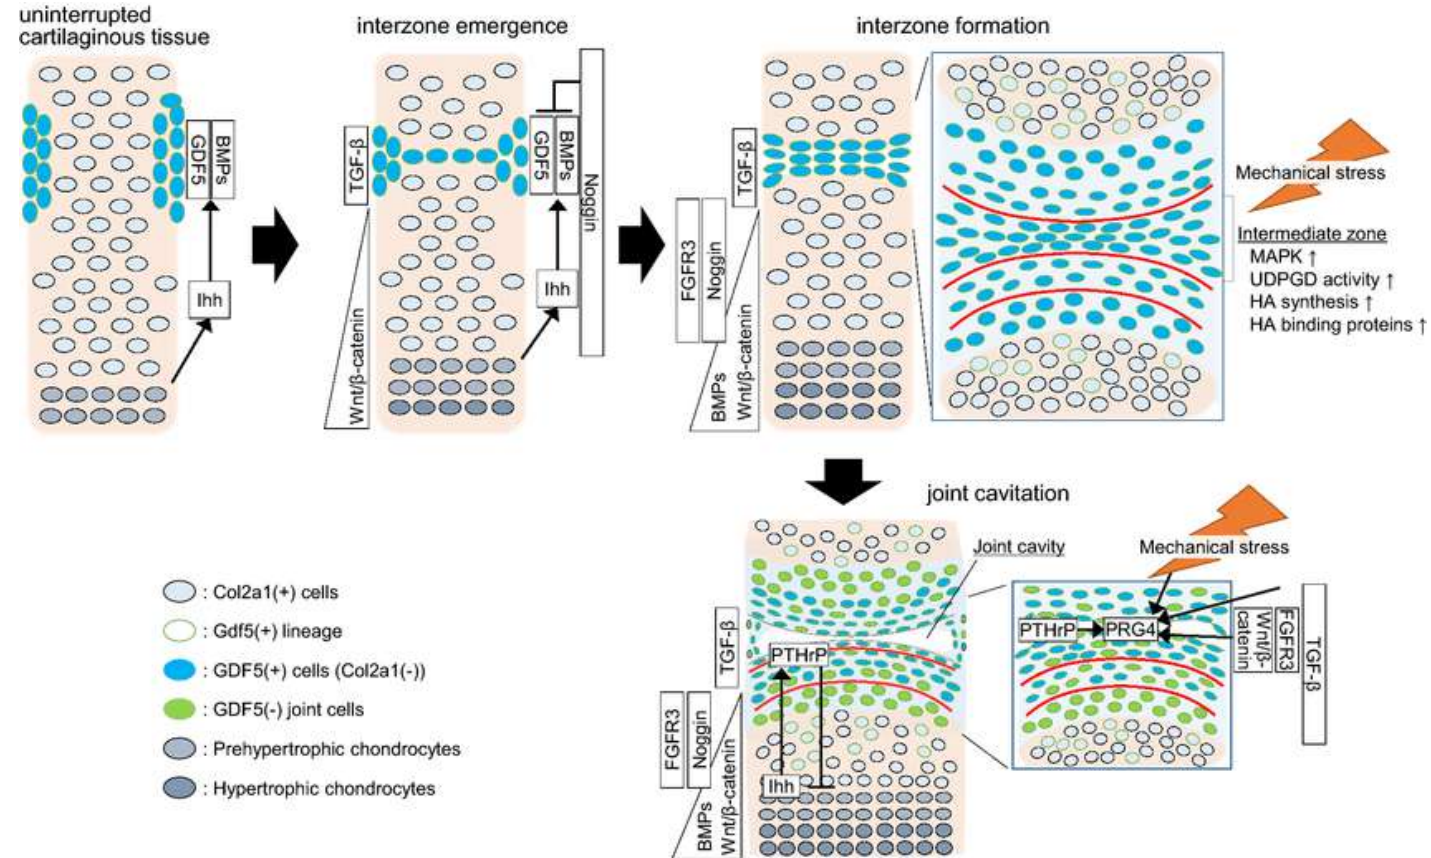 uninterrupted
cartilaginous tissue
BMPs
GDF5
Ihh
interzone emergence
TGF-β
BMPs
GDF5
Noggin
Ihh
Wnt/β-catenin
interzone formation
TGF-β
FGFR3
Noggin
BMPs
Wnt/β-catenin
Mechanical stress
Intermediate zone
MAPK ↑
UDPGD activity ↑
HA synthesis ↑
HA binding proteins ↑
joint cavitation
Joint cavity
TGF-β
PTHrP
FGFR3
Noggin
Ihh
BMPs
Wnt/β-catenin
Mechanical stress
PTHrP
PRG4
Wnt/β-
catenin
FGFR3
TGF-β
: Col2a1(+) cells
: Gdf5(+) lineage
: GDF5(+) cells (Col2a1(-))
: GDF5(-) joint cells
: Prehypertrophic chondrocytes
: Hypertrophic chondrocytes